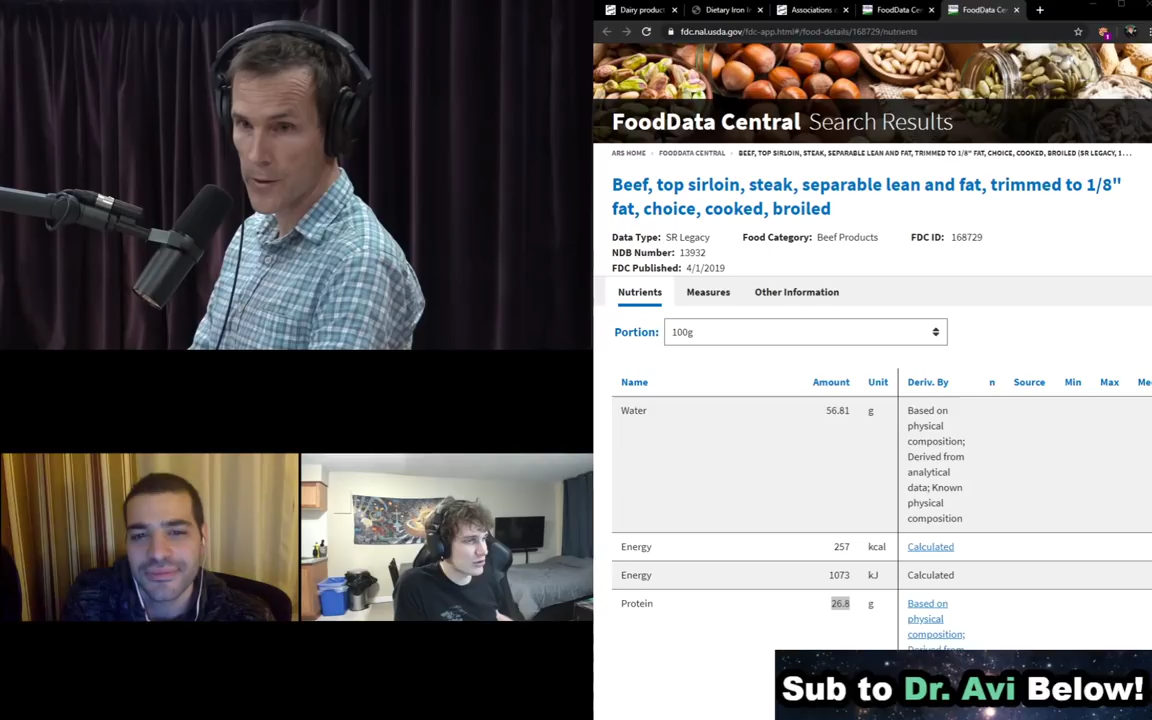 Dairy product
Dietary Iron I
Associations
FoodData Cen
FoodData Cen
fdc.nal.usda.gov/fdc-app.html#/food-details/168729/nutrients
FoodData Central Search Results
ARS HOME
FOODDATA CENTRAL
BEEF, TOP SIRLOIN, STEAK, SEPARABLE LEAN AND FAT, TRIMMED TO 1/8" FAT, CHOICE, COOKED, BROILED (SR LEGACY, 1...
Beef, top sirloin, steak, separable lean and fat, trimmed to 1/8"
fat, choice, cooked, broiled
Data Type: SR Legacy Food Category: Beef Products FDC ID: 168729
NDB Number: 13932
FDC Published: 4/1/2019
Nutrients Measures Other Information
Portion: 100g
Name Amount Unit Deriv. By n Source Min Max Me
Water 56.81 g Based on
physical
composition;
Derived from
analytical
data; Known
physical
composition
Energy 257 kcal Calculated
Energy 1073 kJ Calculated
Protein 26.8 g Based on
physical
composition;
Derived from
Sub to Dr. Avi Below!